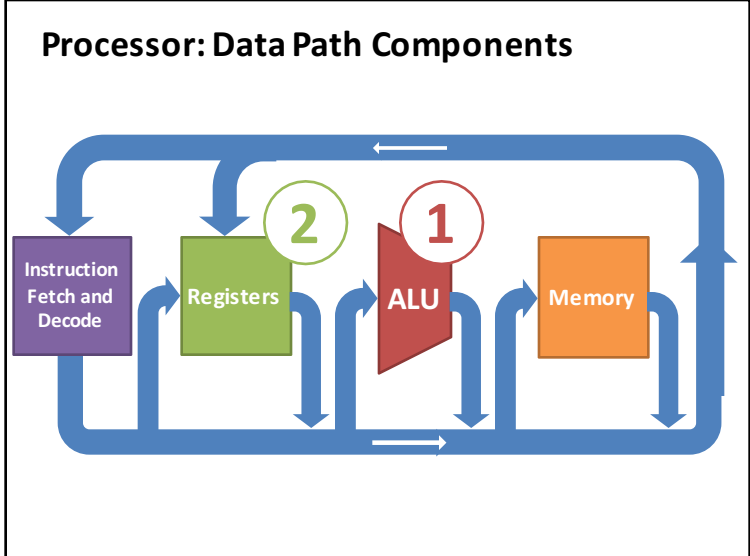 Processor: Data Path Components
2
1
Instruction
Fetch and
Decode
Registers
ALU
Memory